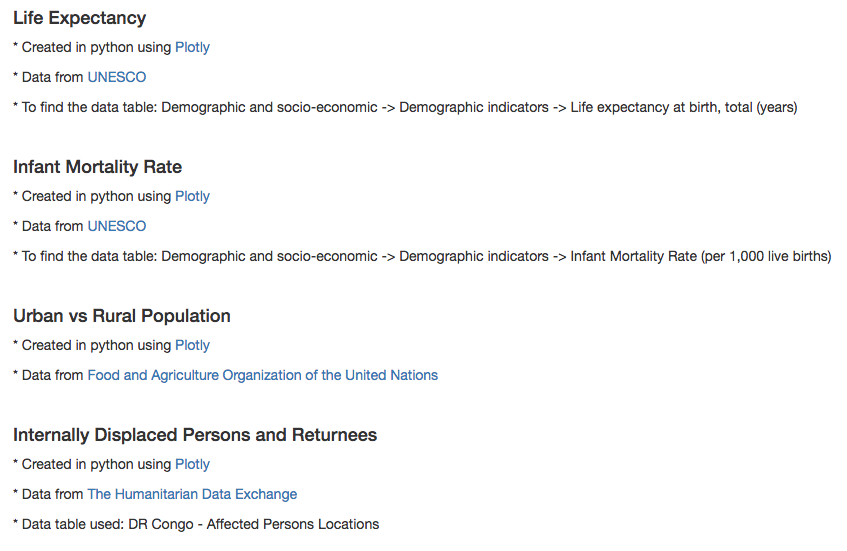 Life Expectancy
* Created in python using Plotly
* Data from UNESCO
* To find the data table: Demographic and socio-economic -> Demographic indicators -> Life expectancy at birth, total (years)
Infant Mortality Rate
* Created in python using Plotly
* Data from UNESCO
* To find the data table: Demographic and socio-economic -> Demographic indicators -> Infant Mortality Rate (per 1,000 live births)
Urban vs Rural Population
* Created in python using Plotly
* Data from Food and Agriculture Organization of the United Nations
Internally Displaced Persons and Returnees
* Created in python using Plotly
* Data from The Humanitarian Data Exchange
* Data table used: DR Congo - Affected Persons Locations